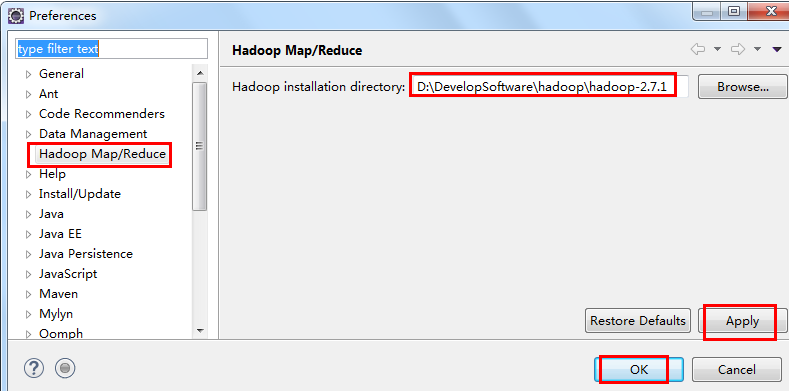 Preferences
type filter text
General
Ant
Code Recommenders
Data Management
Hadoop Map/Reduce
Help
Install/Update
Java
Java EE
Java Persistence
JavaScript
Maven
Mylyn
Oomph
Hadoop Map/Reduce
Hadoop installation directory: D:\DevelopSoftware\hadoop\hadoop-2.7.1 Browse...
Restore Defaults Apply
? OK Cancel